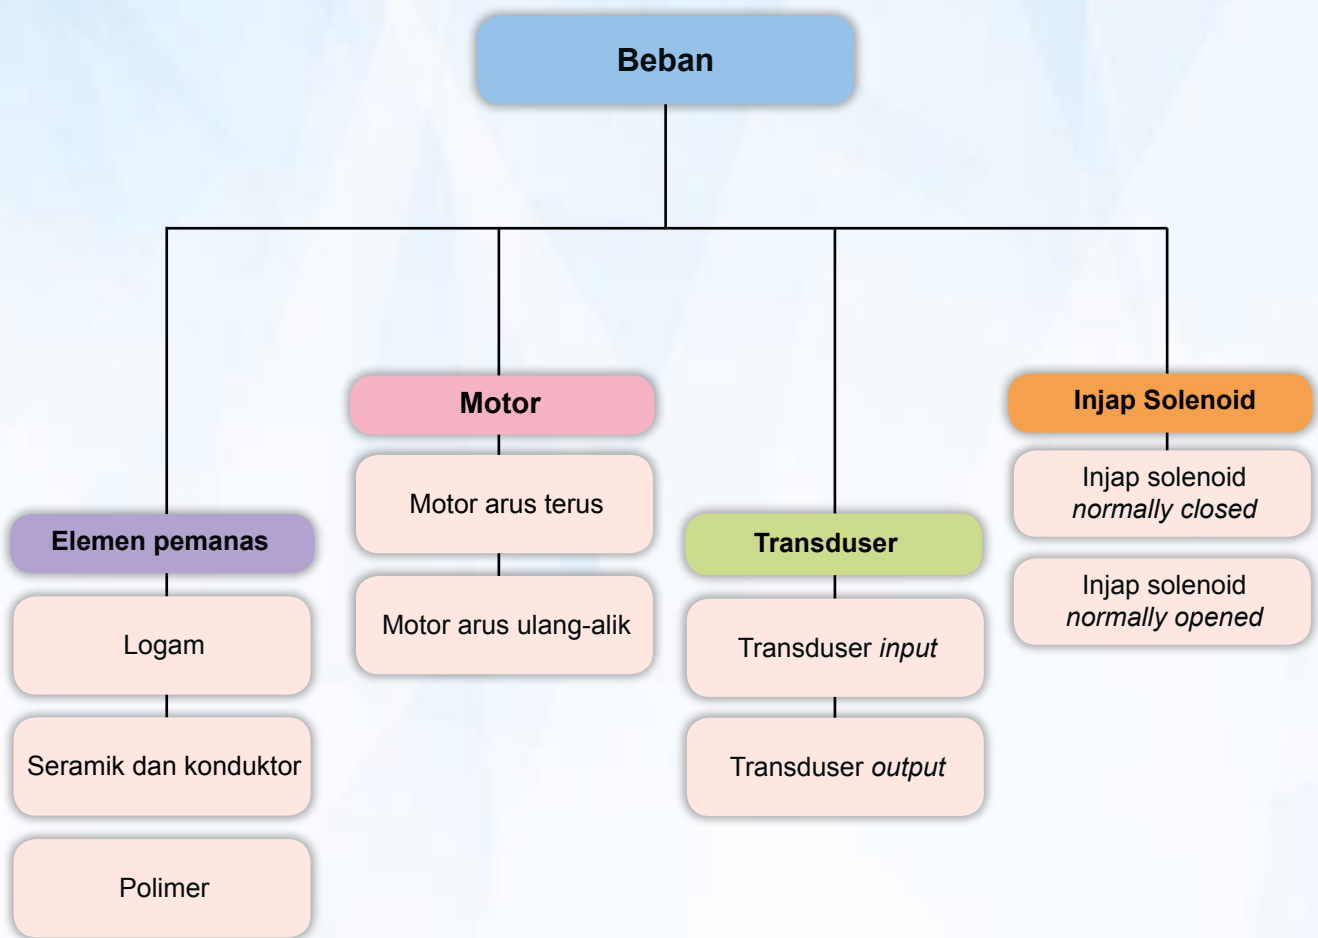 Beban
Elemen pemanas
Logam
Seramik dan konduktor
Polimer
Motor
Motor arus terus
Motor arus ulang-alik
Transduser
Transduser input
Transduser output
Injap Solenoid
Injap solenoid
normally closed
Injap solenoid
normally opened